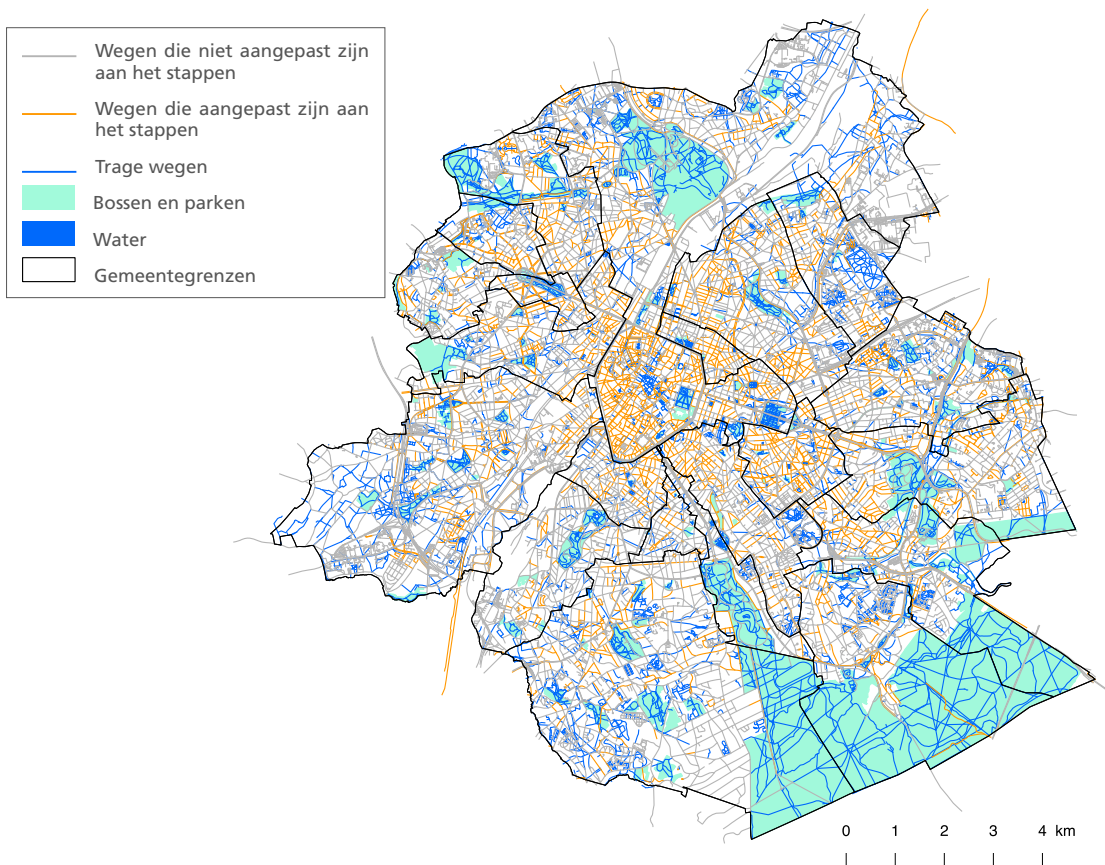 Wegen die niet aangepast zijn
aan het stappen
Wegen die aangepast zijn aan
het stappen
Trage wegen
Bossen en parken
Water
Gemeentegrenzen
0 1 2 3 4 km